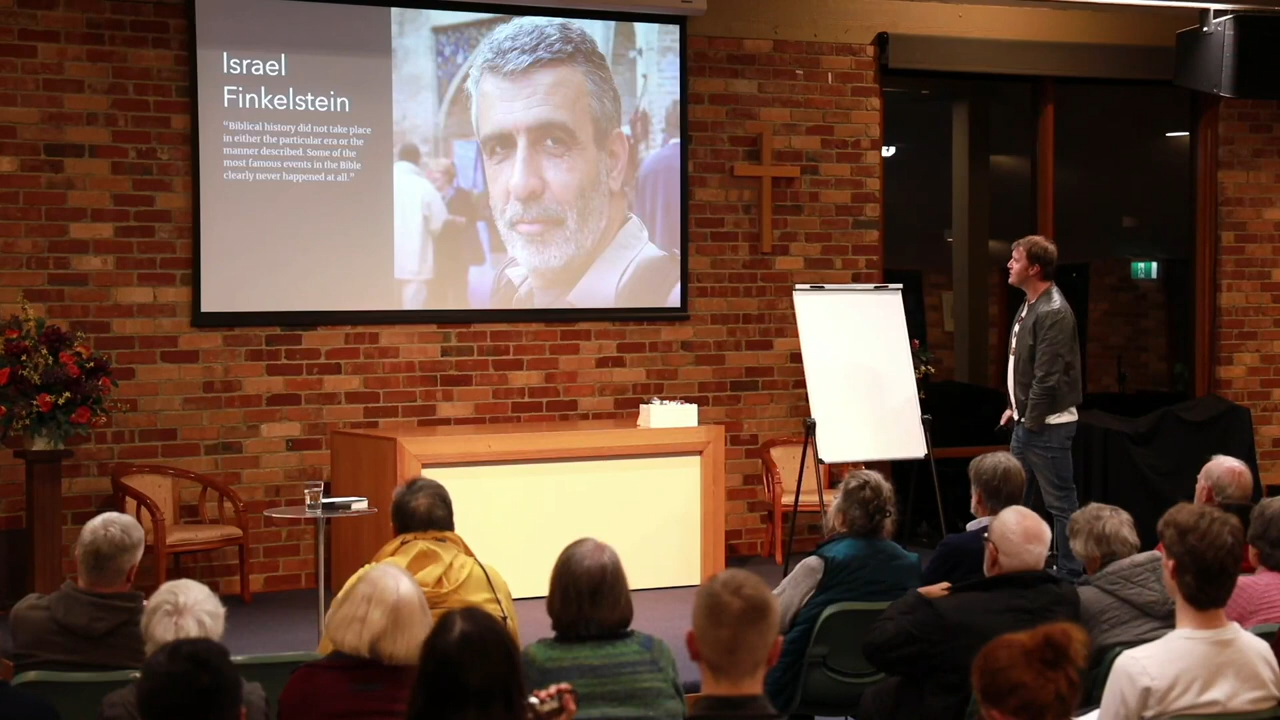 Israel
Finkelstein
“Biblical history did not take place
in either the particular era or the
manner described. Some of the
most famous events in the Bible
clearly never happened at all.”